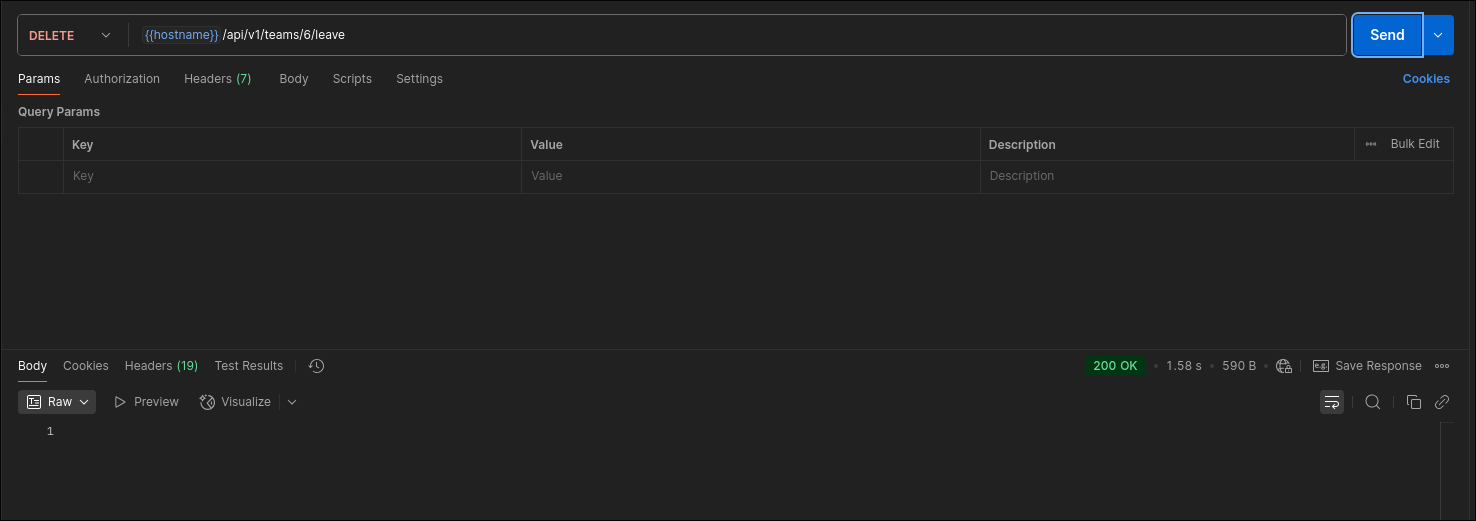 DELETE {{hostname}} /api/v1/teams/6/leave Send
Params Authorization Headers (7) Body Scripts Settings Cookies
Query Params
Key Value Description ••• Bulk Edit
Key Value Description
Body Cookies Headers (19) Test Results 200 OK • 1.58 s • 590 B • e.g. Save Response
Raw Preview Visualize
1